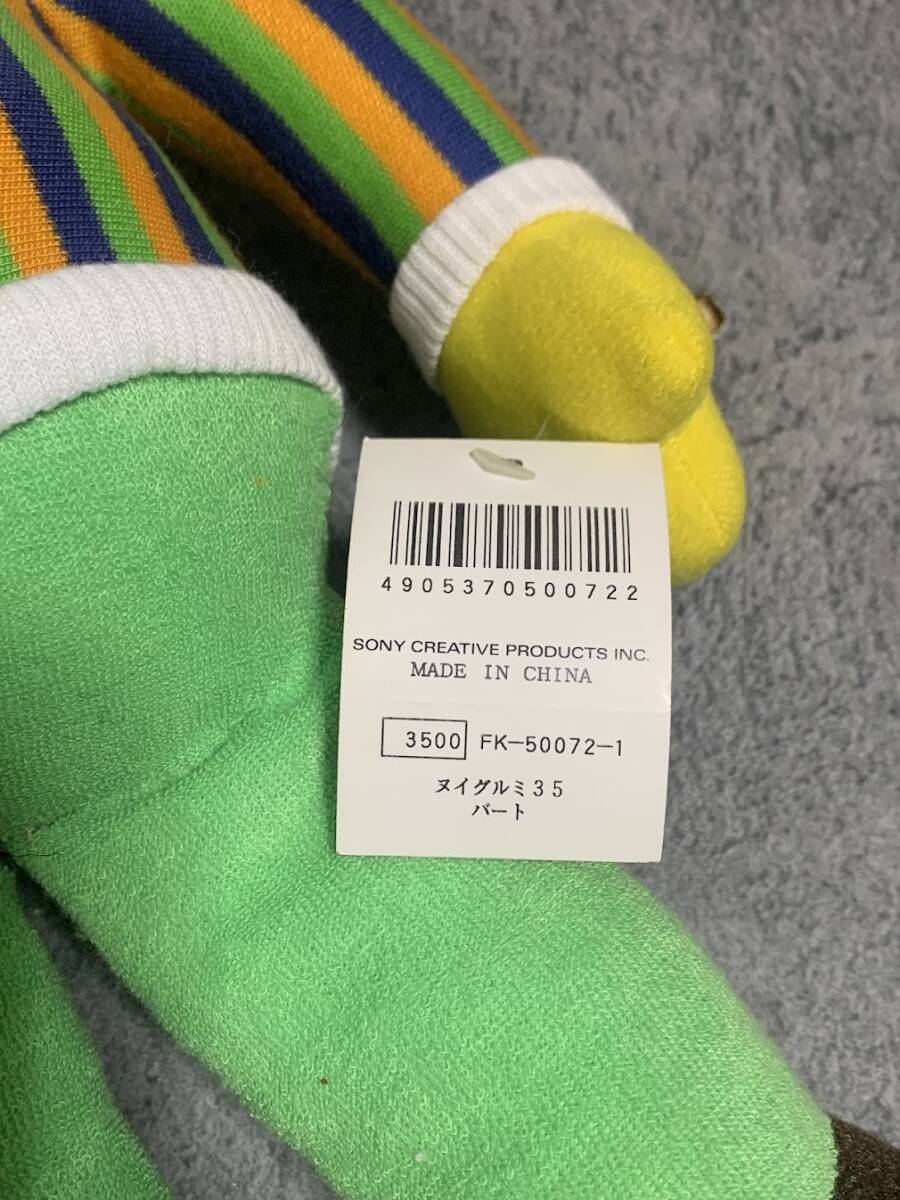 4905370500722
SONY CREATIVE PRODUCTS INC.
MADE IN CHINA
3500 FK-50072-1
ヌイグルミ35
バート